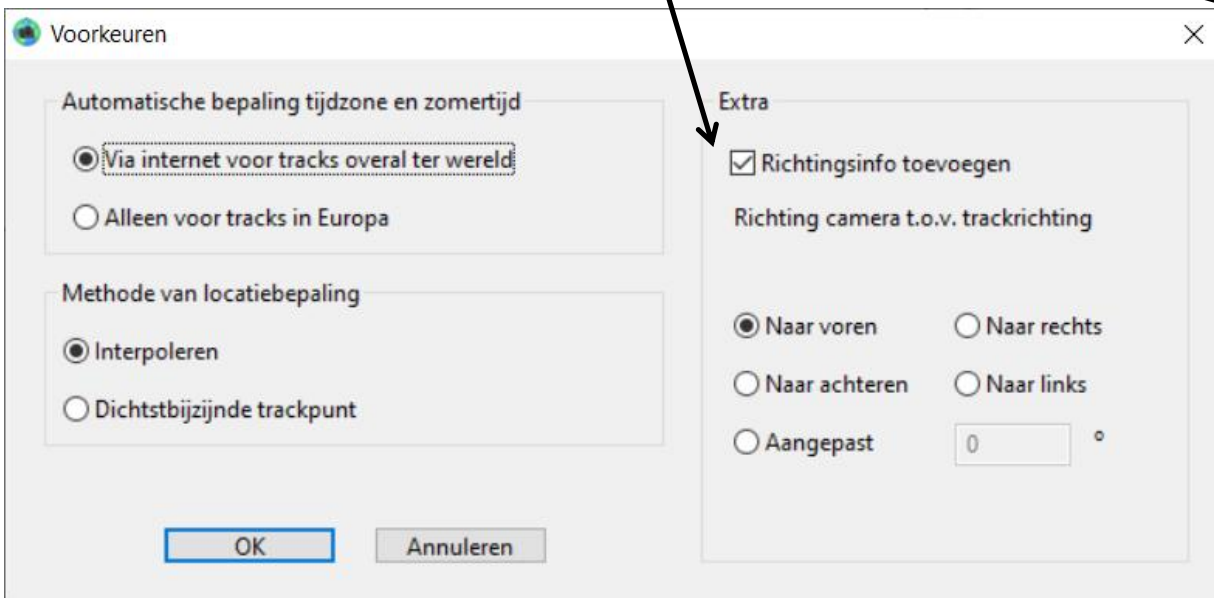 Voorkeuren
Automatische bepaling tijdzone en zomertijd
Via internet voor tracks overal ter wereld
Alleen voor tracks in Europa
Methode van locatiebepaling
Interpoleren
Dichtstbijzijnde trackpunt
OK Annuleren
Extra
Richtingsinfo toevoegen
Richting camera t.o.v. trackrichting
Naar voren Naar rechts
Naar achteren Naar links
Aangepast 0 °